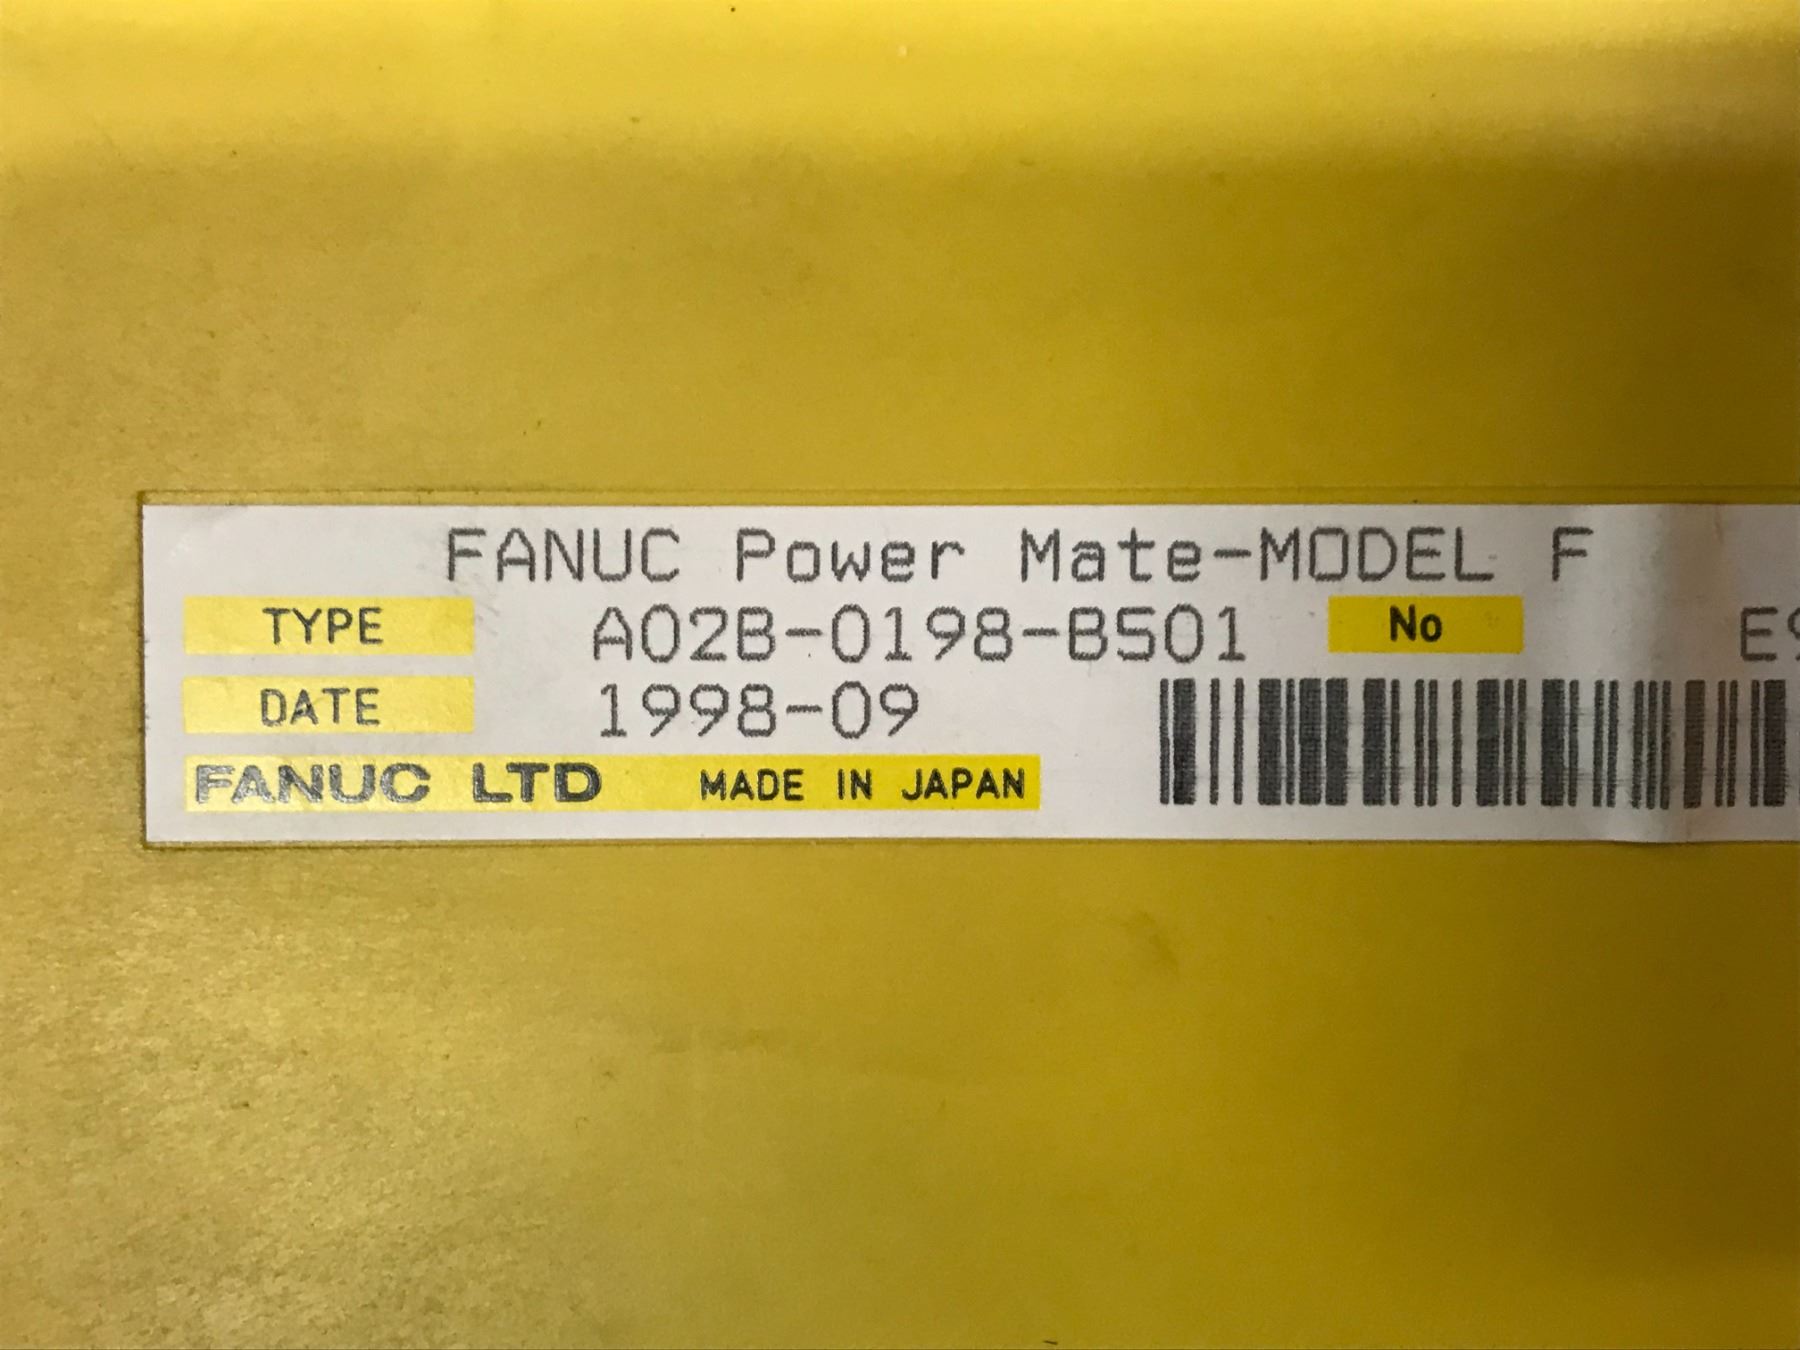 FANUC Power Mate-MODEL F
TYPE A02B-0198-B501 No
DATE 1998-09
FANUC LTD MADE IN JAPAN